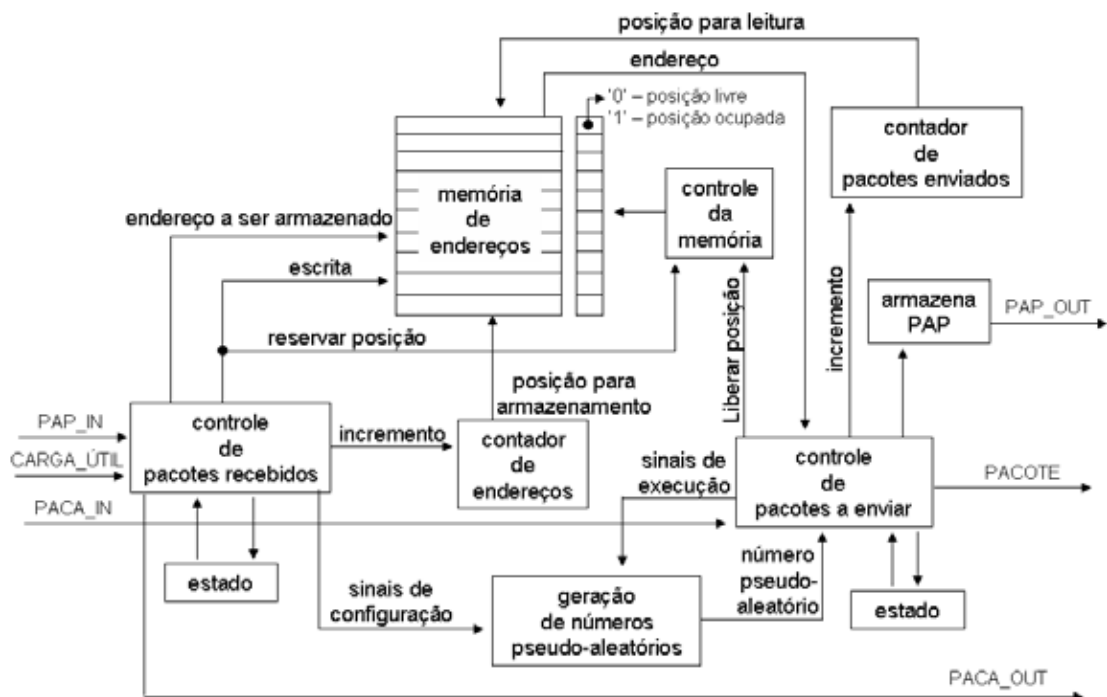 posição para leitura
endereço
'0' – posição livre
'1' – posição ocupada
contador
de
pacotes enviados
memória
de
endereços
controle
da
memória
endereço a ser armazenado
escrita
reservar posição
Liberar posição
incremento
armazena
PAP
PAP_OUT
posição para
armazenamento
PAP_IN
CARGA_ÚTIL
PACA_IN
controle
de
pacotes recebidos
incremento
contador
de
endereços
sinais de
execução
controle
de
pacotes a enviar
PACOTE
estado
sinais de
configuração
geração
de números
pseudo-aleatórios
número
pseudo-
aleatório
estado
PACA_OUT